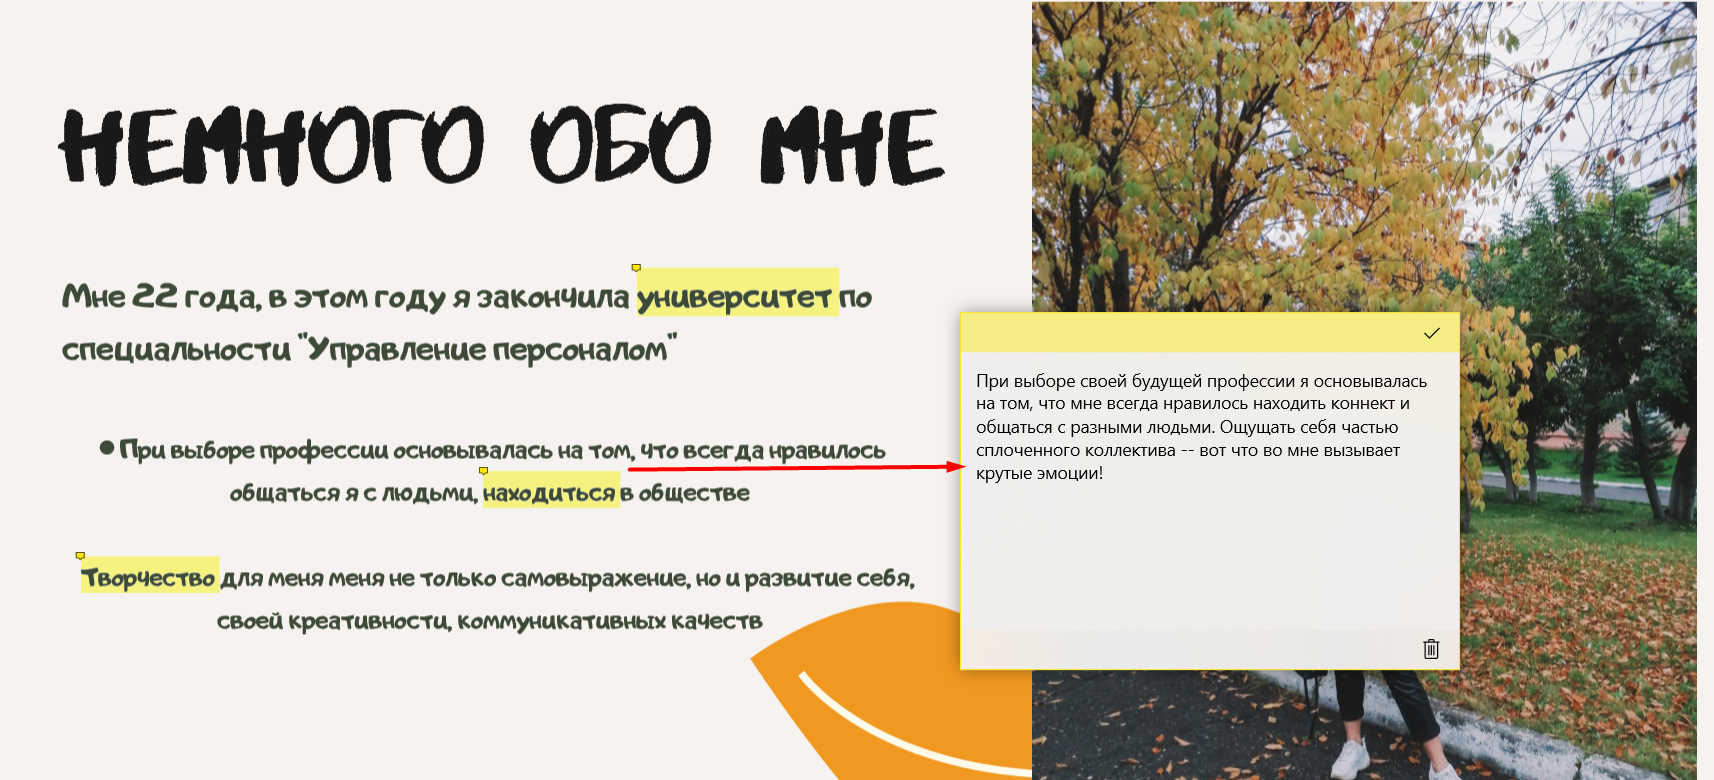 НЕМНОГО ОБО МНЕ
Мне 22 года, в этом году я закончила университет по
специальности "Управление персоналом"
• При выборе профессии основывалась на том, что всегда нравилось
общаться я с людьми, находиться в обществе
Творчество для меня меня не только самовыражение, но и развитие себя,
своей креативности, коммуникативных качеств
При выборе своей будущей профессии я основывалась
на том, что мне всегда нравилось находить коннект и
общаться с разными людьми. Ощущать себя частью
сплоченного коллектива -- вот что во мне вызывает
крутые эмоции!